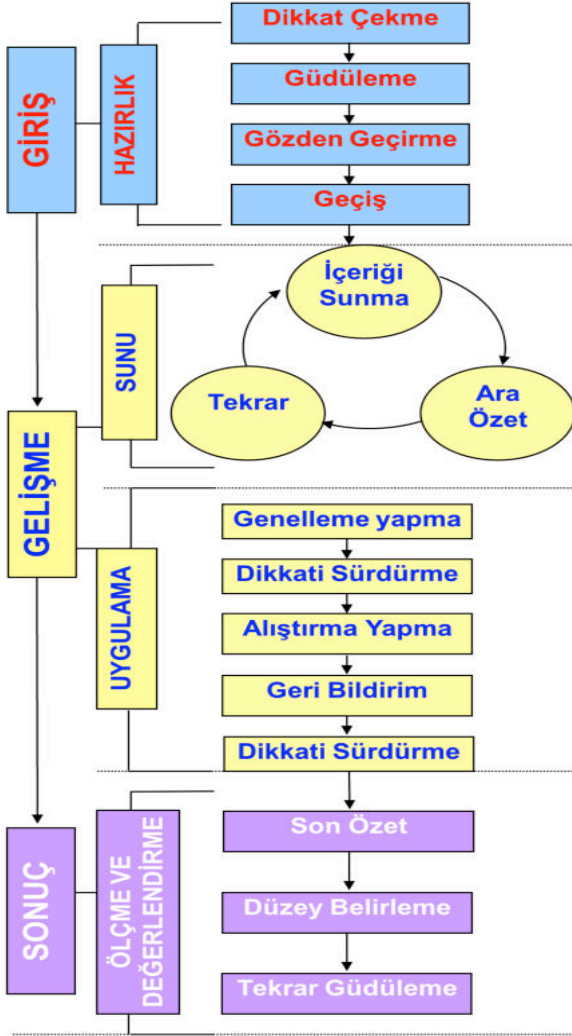 GİRİŞ
HAZIRLIK
Dikkat Çekme
Güdüleme
Gözden Geçirme
Geçiş
GELİŞME
SUNU
İçeriği
Sunma
Ara
Özet
Tekrar
UYGULAMA
Genelleme yapma
Dikkati Sürdürme
Alıştırma Yapma
Geri Bildirim
Dikkati Sürdürme
SONUÇ
ÖLÇME VE
DEĞERLENDİRME
Son Özet
Düzey Belirleme
Tekrar Güdüleme